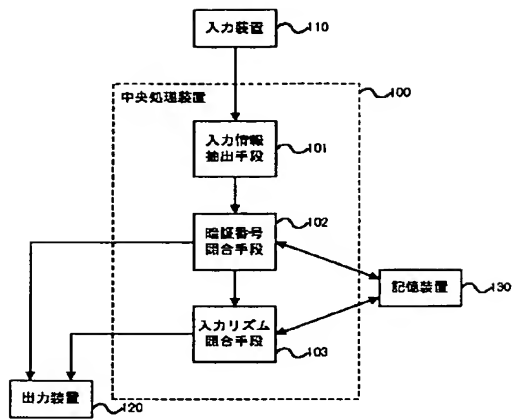 入力装置
110
中央処理装置
100
入力情報
抽出手段
101
暗証番号
照合手段
102
入力リズム
照合手段
103
記憶装置
130
出力装置
120